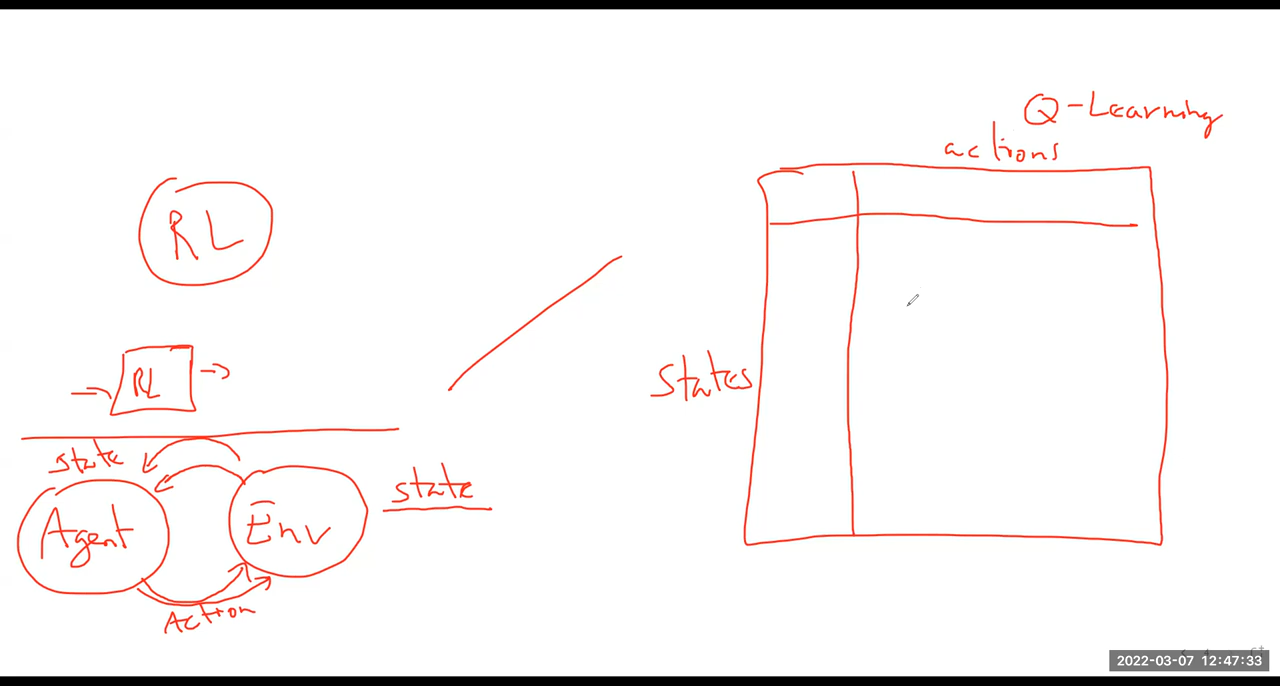 Q-Learning
actions
RL
RL
States
state
state
Agent
Env
Action
2022-03-07 12:47:33